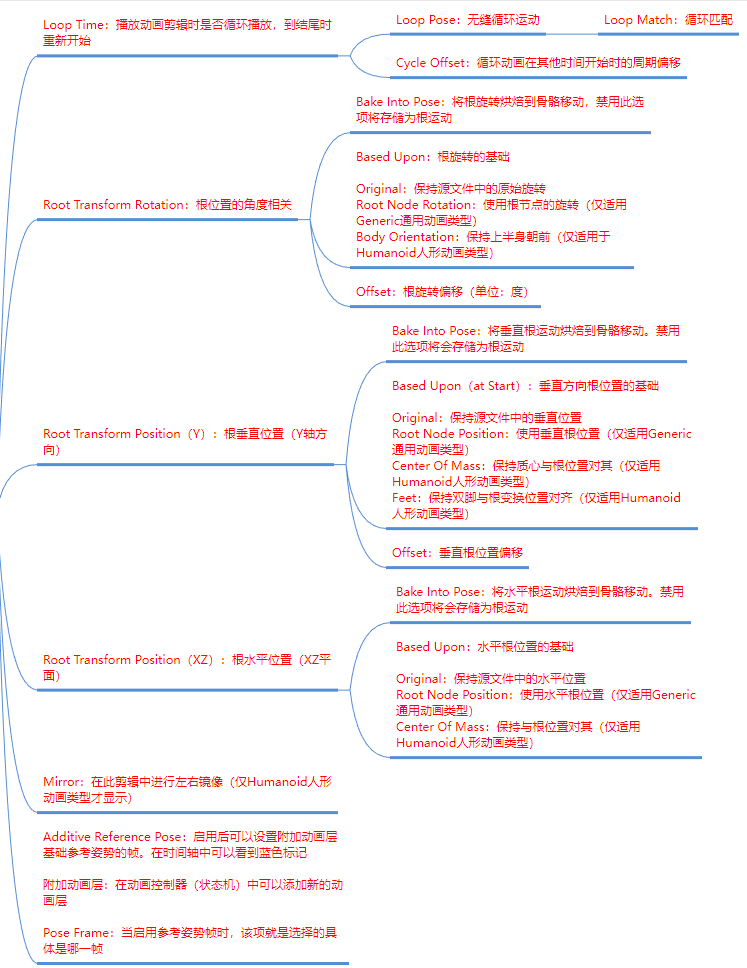 Loop Time：播放动画剪辑时是否循环播放，到结尾时
重新开始
Loop Pose：无缝循环运动
Loop Match：循环匹配
Cycle Offset：循环动画在其他时间开始时的周期偏移
Root Transform Rotation：根位置的角度相关
Bake Into Pose：将根旋转烘焙到骨骼移动，禁用此选
项将存储为根运动
Based Upon：根旋转的基础
Original：保持源文件中的原始旋转
Root Node Rotation：使用根节点的旋转（仅适用
Generic通用动画类型）
Body Orientation：保持上半身朝前（仅适用于
Humanoid人形动画类型）
Offset：根旋转偏移（单位：度）
Root Transform Position（Y）：根垂直位置（Y轴方
向）
Bake Into Pose：将垂直根运动烘焙到骨骼移动。禁用
此选项将会存储为根运动
Based Upon（at Start）：垂直方向根位置的基础
Original：保持源文件中的垂直位置
Root Node Position：使用垂直根位置（仅适用Generic
通用动画类型）
Center Of Mass：保持质心与根位置对其（仅适用
Humanoid人形动画类型）
Feet：保持双脚与根变换位置对齐（仅适用Humanoid
人形动画类型）
Offset：垂直根位置偏移
Root Transform Position（XZ）：根水平位置（XZ平
面）
Bake Into Pose：将水平根运动烘焙到骨骼移动。禁用
此选项将会存储为根运动
Based Upon：水平根位置的基础
Original：保持源文件中的水平位置
Root Node Position：使用水平根位置（仅适用Generic
通用动画类型）
Center Of Mass：保持与根位置对其（仅适用
Humanoid人形动画类型）
Mirror：在此剪辑中进行左右镜像（仅Humanoid人形
动画类型才显示）
Additive Reference Pose：启用后可以设置附加动画层
基础参考姿势的帧。在时间轴中可以看到蓝色标记
附加动画层：在动画控制器（状态机）中可以添加新的动
画层
Pose Frame：当启用参考姿势帧时，该项就是选择的具
体是哪一帧